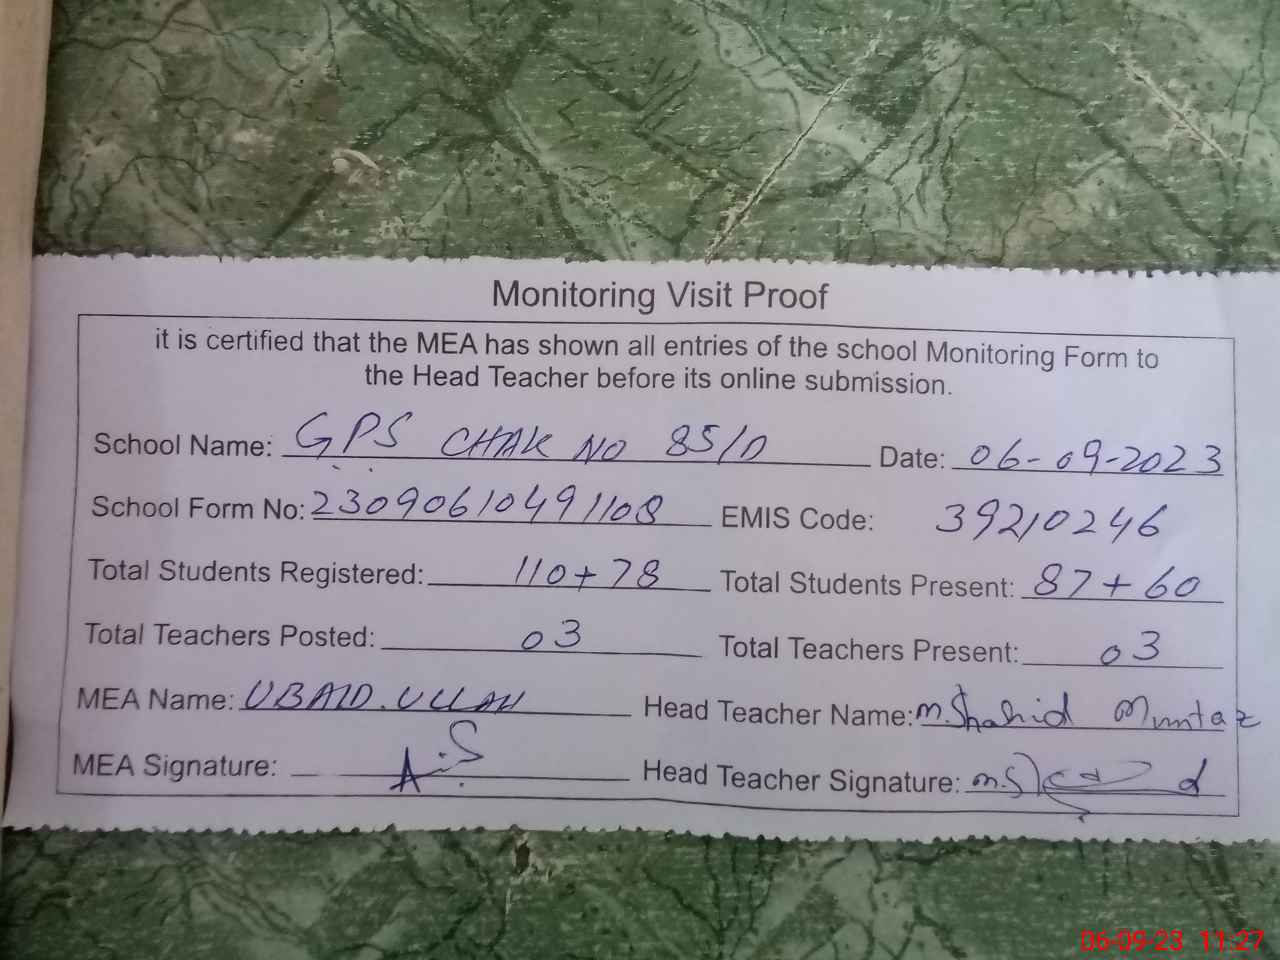 Monitoring Visit Proof
it is certified that the MEA has shown all entries of the school Monitoring Form to
the Head Teacher before its online submission.
School Name: GPS CHAK NO 85/D Date: 06-09-2023
School Form No: 23090610491108 EMIS Code: 39210246
Total Students Registered: 110+78 Total Students Present: 87+60
Total Teachers Posted: 03 Total Teachers Present: 03
MEA Name: UBAID.ULLAH Head Teacher Name: M.Shahid Mumtaz
MEA Signature: Head Teacher Signature:
06-09-23 11:27